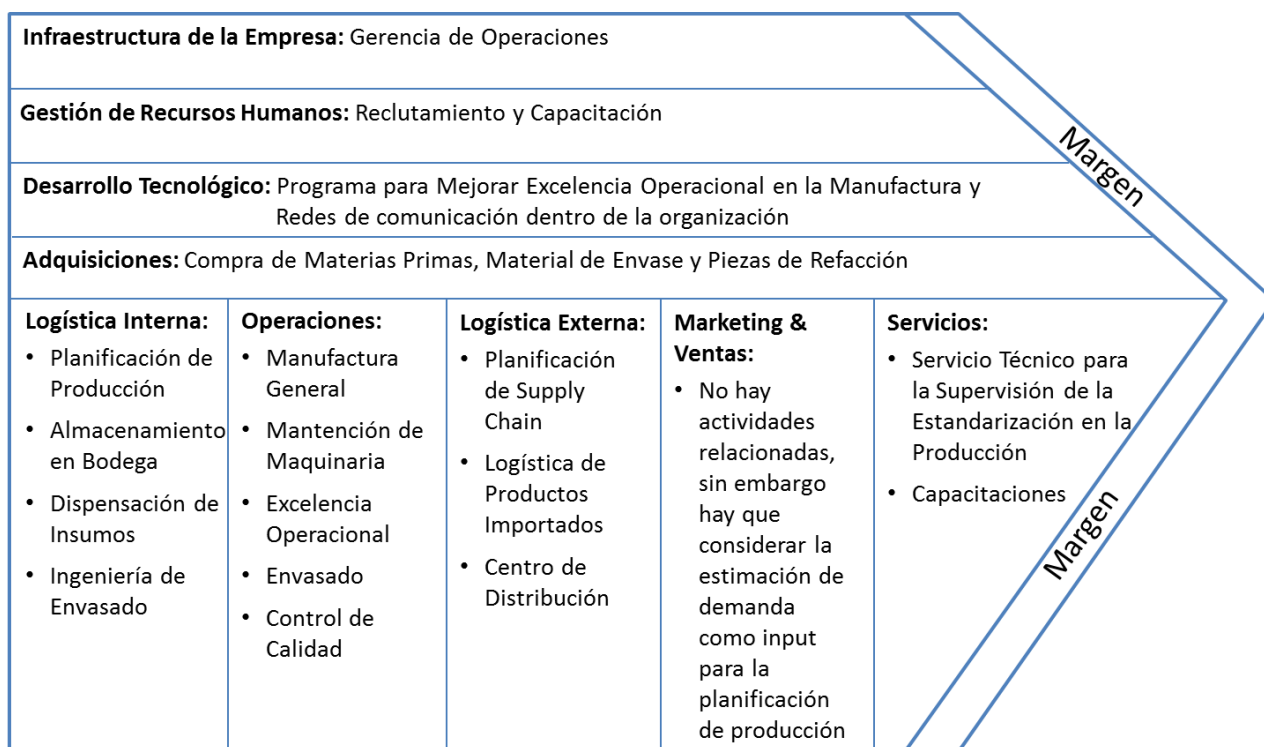 Infraestructura de la Empresa: Gerencia de Operaciones
Gestión de Recursos Humanos: Reclutamiento y Capacitación
Desarrollo Tecnológico: Programa para Mejorar Excelencia Operacional en la Manufactura y
Redes de comunicación dentro de la organización
Adquisiciones: Compra de Materias Primas, Material de Envase y Piezas de Refacción
Margen
Logística Interna:
• Planificación de
Producción
• Almacenamiento
en Bodega
• Dispensación de
Insumos
• Ingeniería de
Envasado
Operaciones:
• Manufactura
General
• Mantención de
Maquinaria
• Excelencia
Operacional
• Envasado
• Control de
Calidad
Logística Externa:
• Planificación
de Supply
Chain
• Logística de
Productos
Importados
• Centro de
Distribución
Marketing &
Ventas:
• No hay
actividades
relacionadas,
sin embargo
hay que
considerar la
estimación de
demanda
como input
para la
planificación
de producción
Servicios:
• Servicio Técnico para
la Supervisión de la
Estandarización en la
Producción
• Capacitaciones
Margen